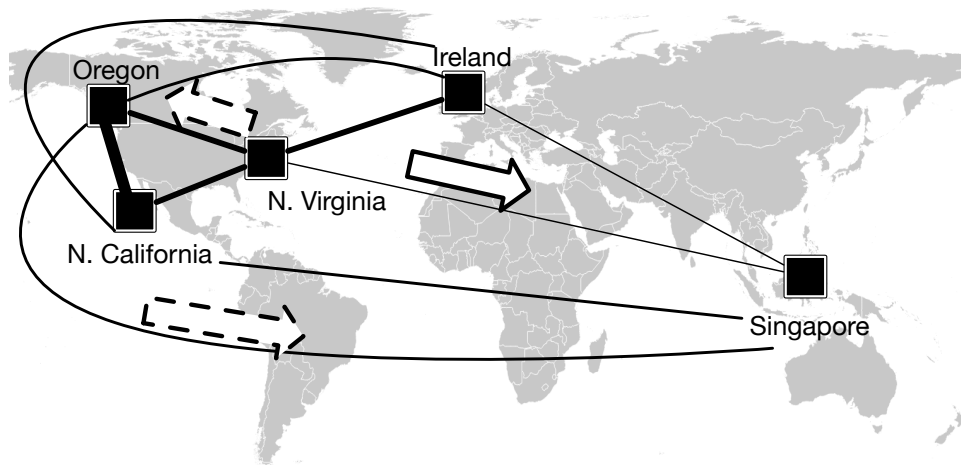 Ireland
Oregon
N. Virginia
N. California
Singapore